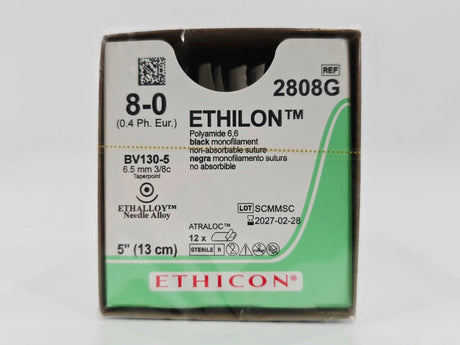 REF
2808G
8-0
(0.4 Ph. Eur.)
ETHILON™
Polyamide 6,6
black monofilament
non-absorbable suture
negra monofilamento sutura
no absorbible
BV130-5
6.5 mm 3/8c
Taperpoint
ETHALLOY™
Needle Alloy
LOT SCMMSC
2027-02-28
ATRALOC™
12 x
STERILE R
5" (13 cm)
ETHICON®